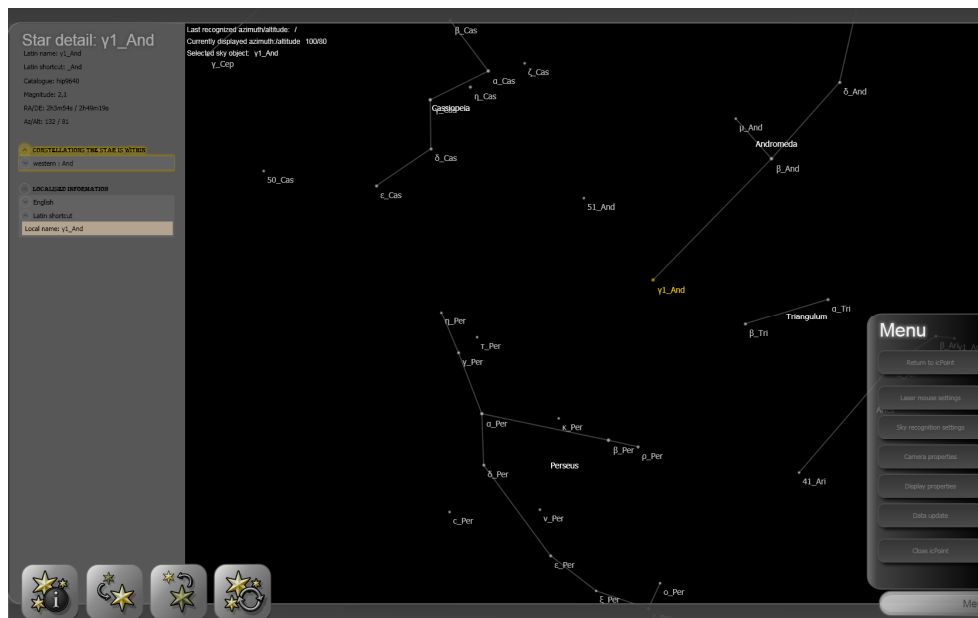 Star detail: γ1_And
Latin name: γ1_And
Latin shortcut: _And
Catalogue: hip9640
Magnitude: 2,1
RA/DE: 2h3m54s / 2h49m19s
Az/Alt: 132 / 81
CONSTELLATIONS THE STAR IS WITHIN
western : And
LOCALISED INFORMATION
English
Latin shortcut
Local name: γ1_And
Last recognized azimuth/altitude: /
Currently displayed azimuth:/altitude 100/80
Selected sky object: γ1_And
β_Cas
γ_Cep
ζ_Cas
α_Cas
η_Cas
Cassiopeia
δ_Cas
50_Cas
ε_Cas
δ_And
ρ_And
Andromeda
β_And
51_And
γ1_And
α_Tri
Triangulum
β_Tri
η_Per
τ_Per
γ_Per
α_Per
κ_Per
β_Per
ρ_Per
Perseus
δ_Per
41_Ari
c_Per
ν_Per
ε_Per
ξ_Per
ο_Per
Menu
β_Ari
Return to icPoint
Laser mouse settings
Sky recognition settings
Camera properties
Display properties
Data update
Close icPoint
Me